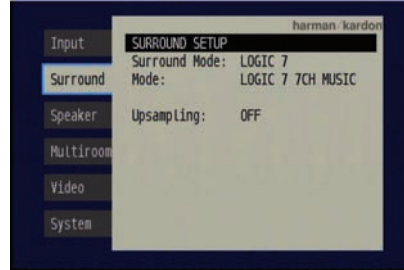 harman/kardon
Input
Surround
Speaker
Multiroom
Video
System
SURROUND SETUP
Surround Mode: LOGIC 7
Mode: LOGIC 7 7CH MUSIC
Upsampling: OFF